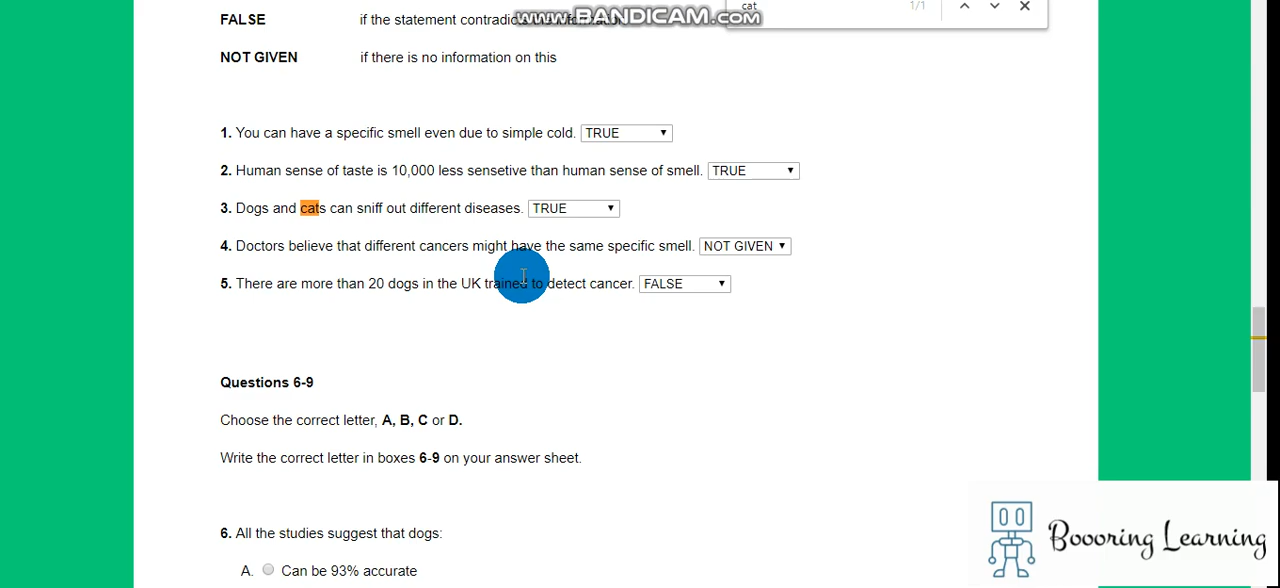 cat 1/1
www.BANDICAM.com
FALSE if the statement contradicts the information
NOT GIVEN if there is no information on this
1. You can have a specific smell even due to simple cold. TRUE
2. Human sense of taste is 10,000 less sensetive than human sense of smell. TRUE
3. Dogs and cats can sniff out different diseases. TRUE
4. Doctors believe that different cancers might have the same specific smell. NOT GIVEN
5. There are more than 20 dogs in the UK trained to detect cancer. FALSE
Questions 6-9
Choose the correct letter, A, B, C or D.
Write the correct letter in boxes 6-9 on your answer sheet.
6. All the studies suggest that dogs:
A. Can be 93% accurate
Boooring Learning